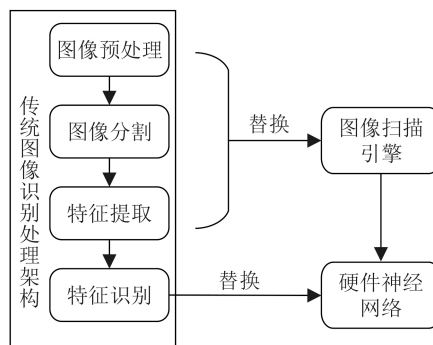 传统图像识别处理架构
图像预处理
图像分割
特征提取
特征识别
替换
图像扫描
引擎
替换
硬件神经
网络